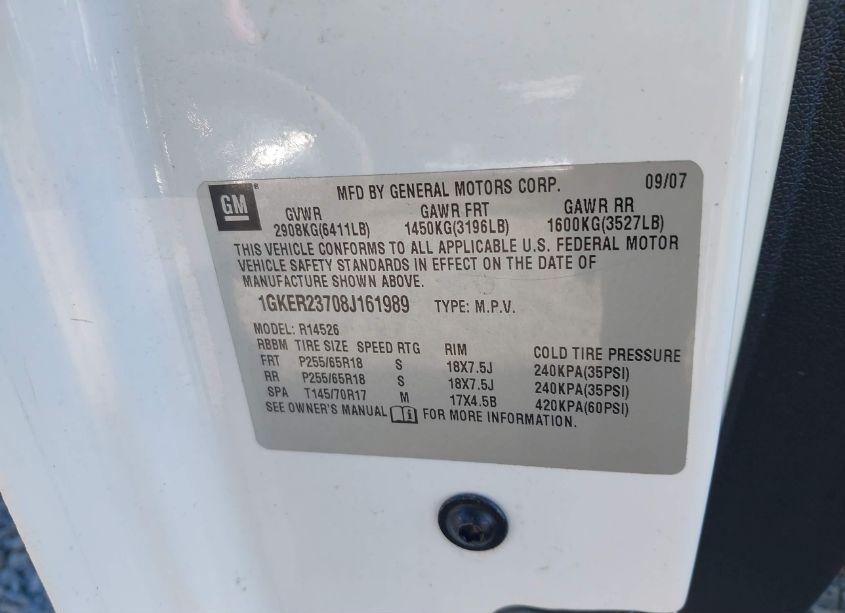 GM® MFD BY GENERAL MOTORS CORP. 09/07
GVWR GAWR FRT GAWR RR
2908KG(6411LB) 1450KG(3196LB) 1600KG(3527LB)
THIS VEHICLE CONFORMS TO ALL APPLICABLE U.S. FEDERAL MOTOR
VEHICLE SAFETY STANDARDS IN EFFECT ON THE DATE OF
MANUFACTURE SHOWN ABOVE.
1GKER23708J161989 TYPE: M.P.V.
MODEL: R14526
RBBM TIRE SIZE SPEED RTG RIM COLD TIRE PRESSURE
FRT P255/65R18 S 18X7.5J 240KPA(35PSI)
RR P255/65R18 S 18X7.5J 240KPA(35PSI)
SPA T145/70R17 M 17X4.5B 420KPA(60PSI)
SEE OWNER'S MANUAL i FOR MORE INFORMATION.